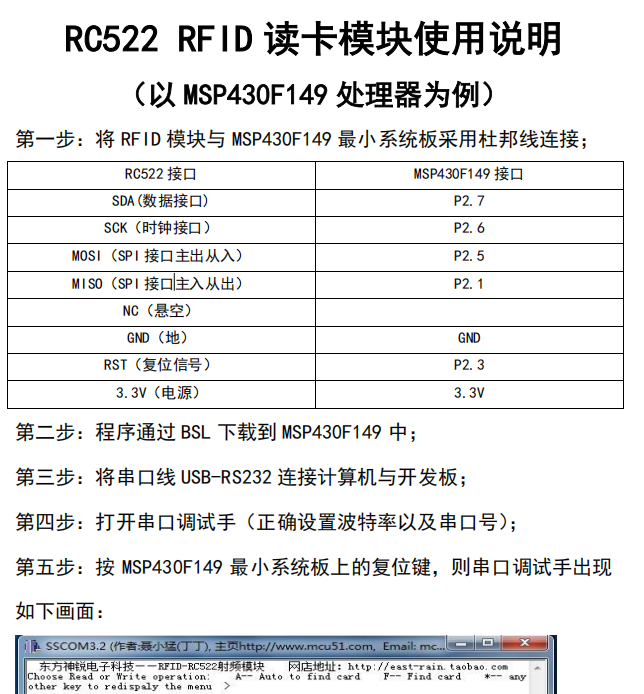 RC522 RFID 读卡模块使用说明
（以 MSP430F149 处理器为例）
第一步：将 RFID 模块与 MSP430F149 最小系统板采用杜邦线连接；
RC522 接口 MSP430F149 接口
SDA(数据接口) P2.7
SCK（时钟接口） P2.6
MOSI（SPI 接口主出从入） P2.5
MISO（SPI 接口主入从出） P2.1
NC（悬空）
GND（地） GND
RST（复位信号） P2.3
3.3V（电源） 3.3V
第二步：程序通过 BSL 下载到 MSP430F149 中；
第三步：将串口线 USB-RS232 连接计算机与开发板；
第四步：打开串口调试手（正确设置波特率以及串口号）；
第五步：按 MSP430F149 最小系统板上的复位键，则串口调试手出现
如下画面：
SSCOM3.2 (作者:聂小猛(丁丁), 主页http://www.mcu51.com, Email: mc...
东方神锐电子科技——RFID-RC522射频模块 网店地址：http://east-rain.taobao.com
Choose Read or Write operation: A-- Auto to find card F-- Find card *-- any
other key to redispaly the menu >